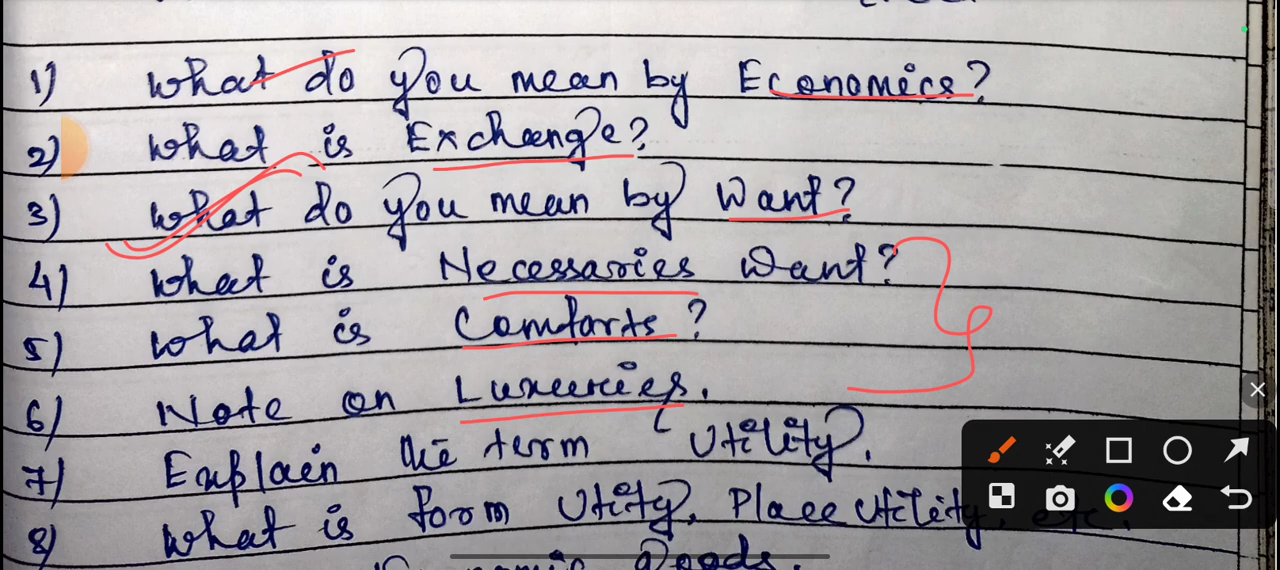 1) What do you mean by Economics?
2) What is Exchange?
3) What do you mean by Want?
4) What is Necessaries Want?
5) What is Comforts?
6) Note on Luxuries.
7) Explain the term "Utility.
8) What is form Utility, Place Utility, etc.
Goods.